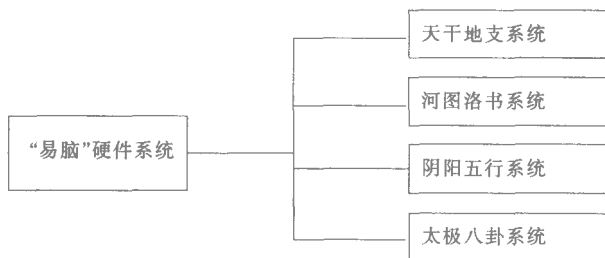 天干地支系统
河图洛书系统
“易脑”硬件系统
阴阳五行系统
太极八卦系统